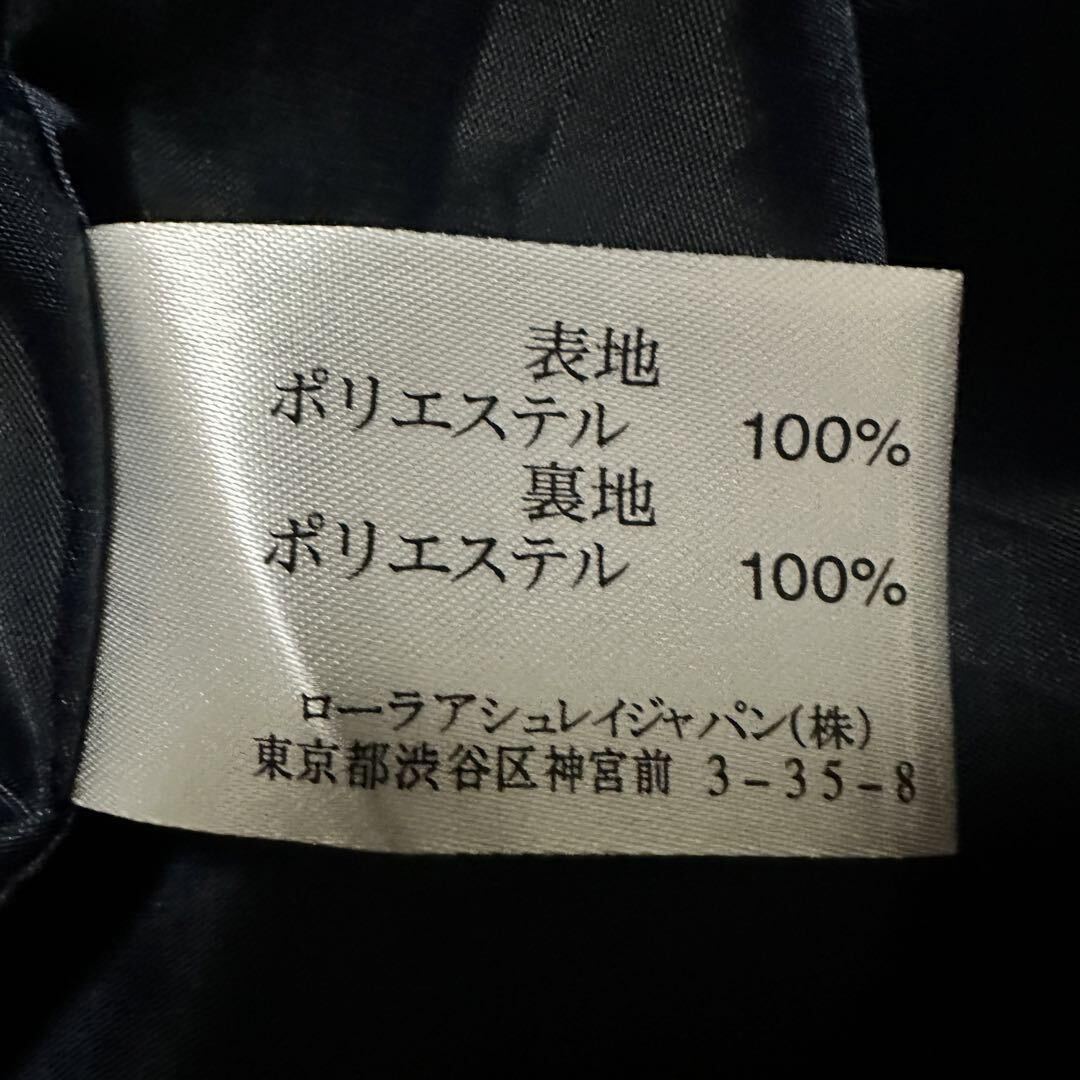 表地
ポリエステル 100%
裏地
ポリエステル 100%
ローラアシュレイジャパン(株)
東京都渋谷区神宮前 3-35-8